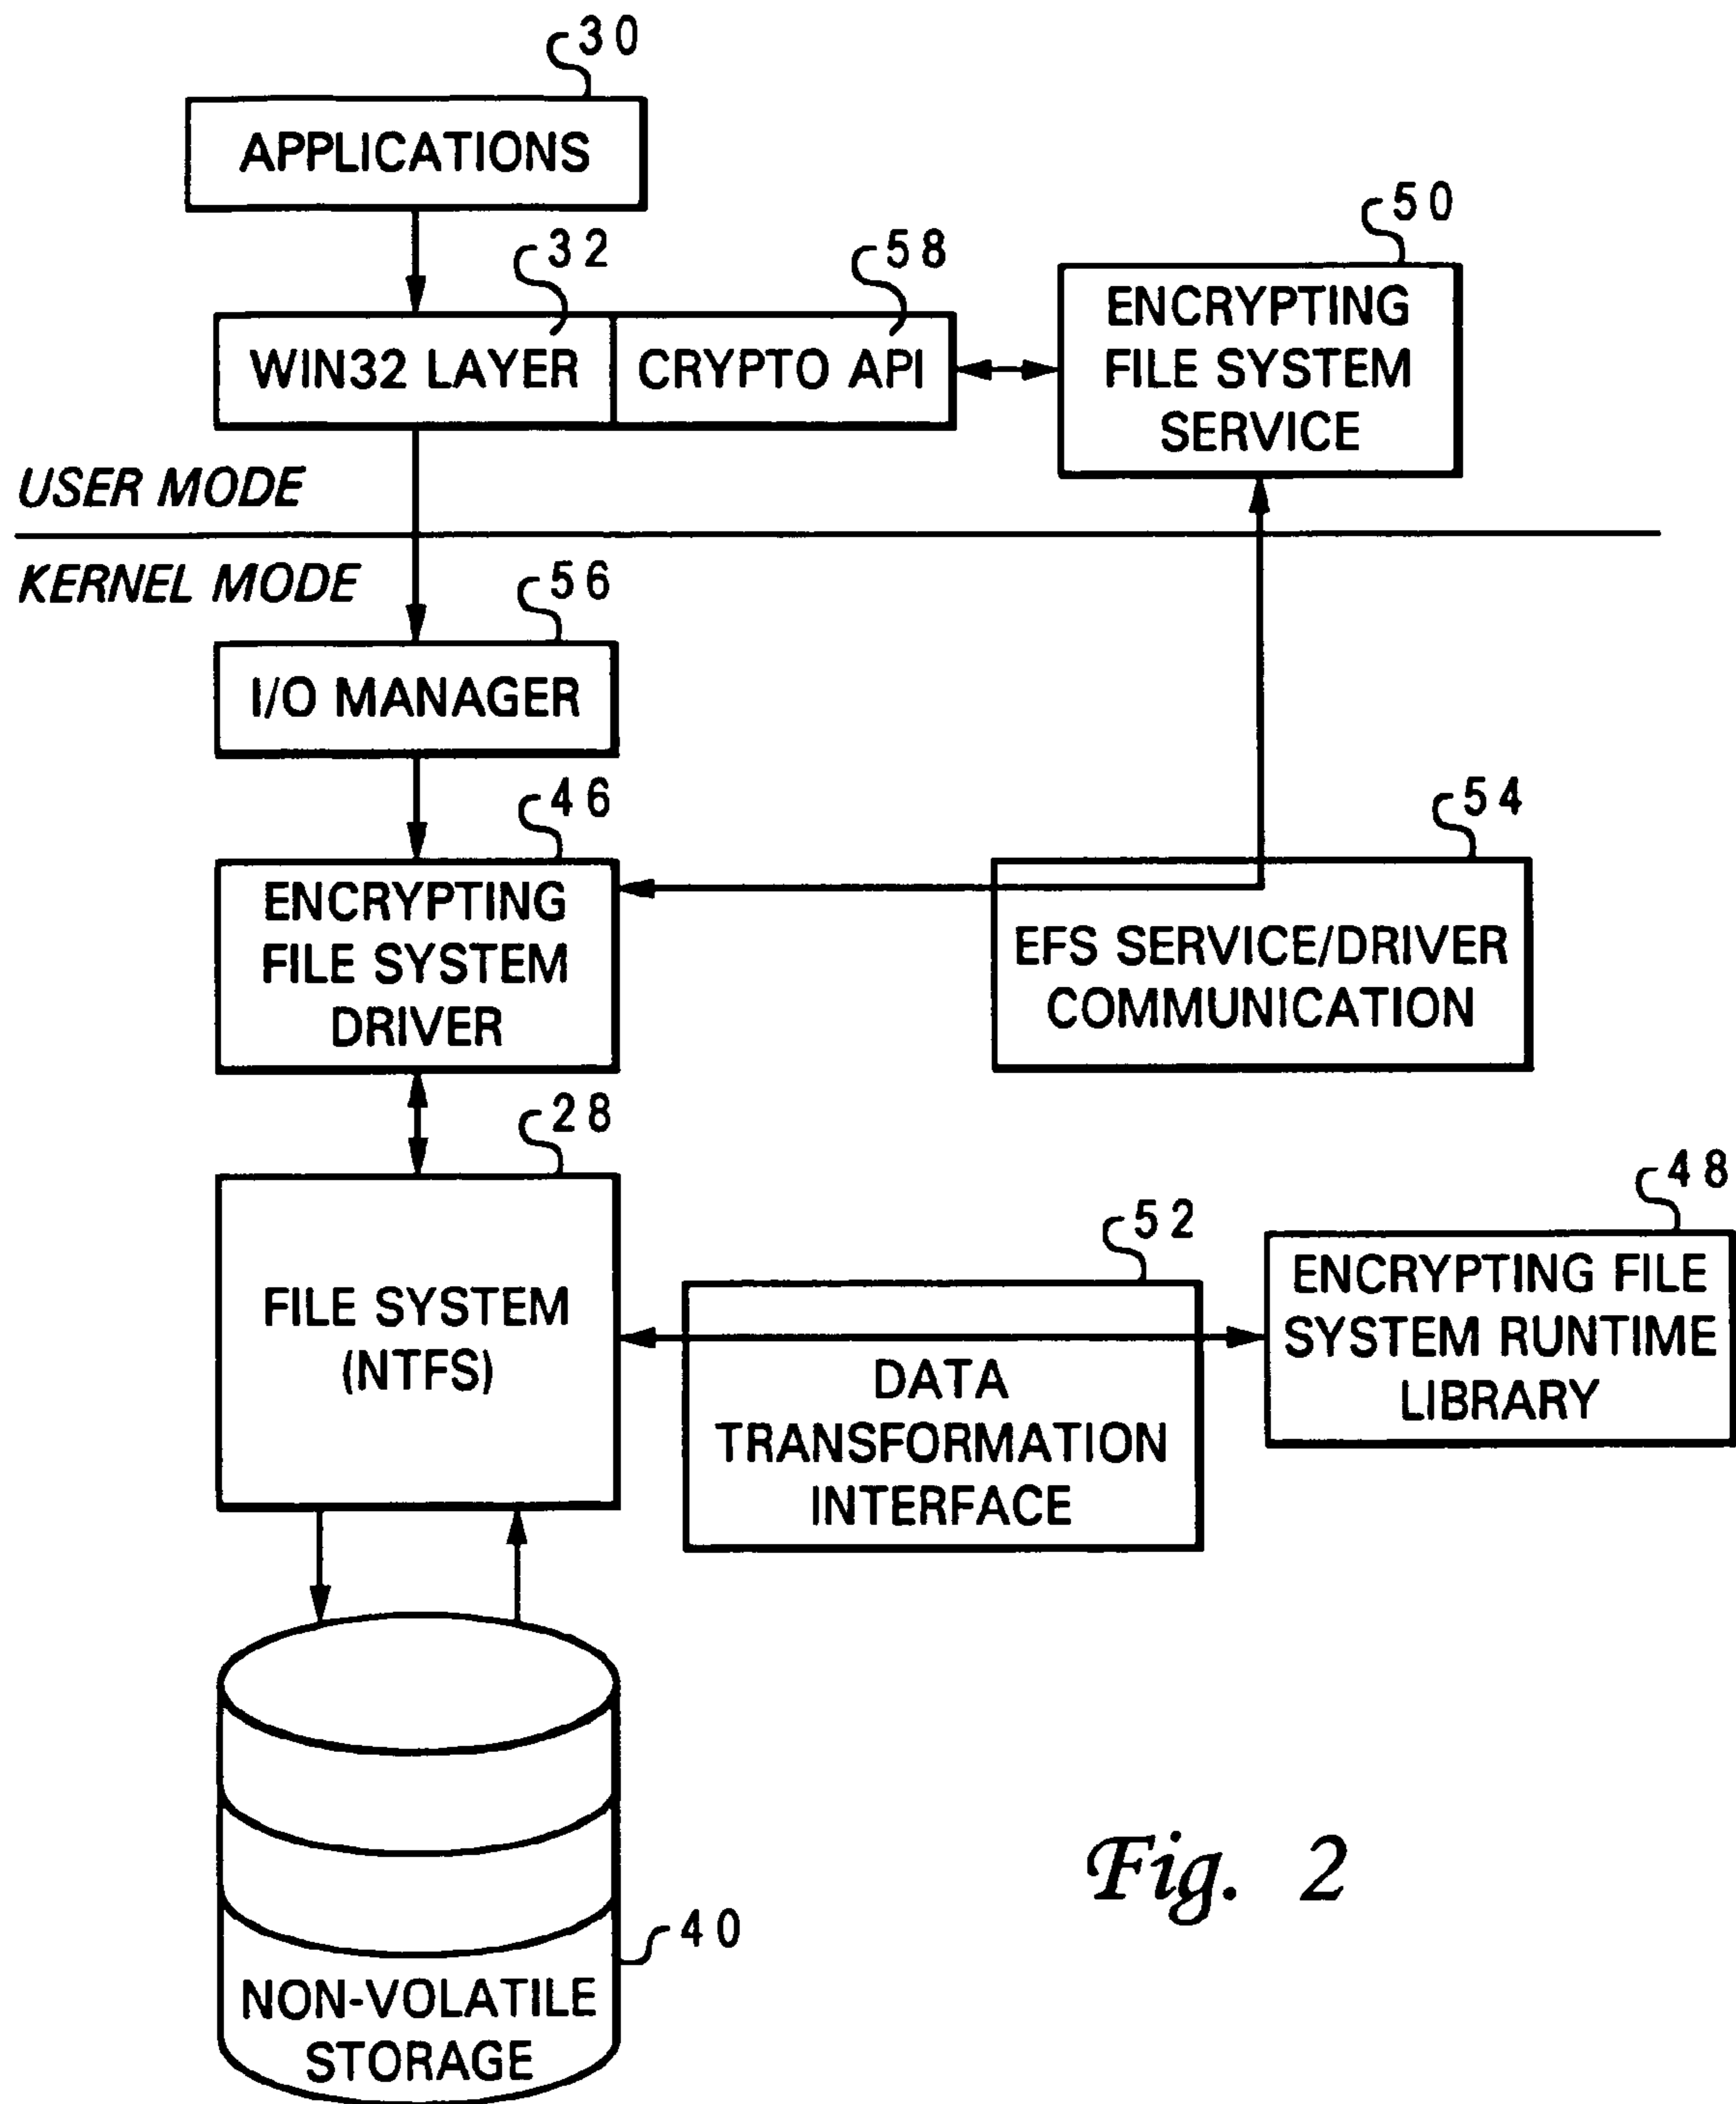 30
APPLICATIONS
32
58
50
WIN32 LAYER
CRYPTO API
ENCRYPTING
FILE SYSTEM
SERVICE
USER MODE
KERNEL MODE
56
I/O MANAGER
46
54
ENCRYPTING
FILE SYSTEM
DRIVER
EFS SERVICE/DRIVER
COMMUNICATION
28
52
48
FILE SYSTEM
(NTFS)
DATA
TRANSFORMATION
INTERFACE
ENCRYPTING FILE
SYSTEM RUNTIME
LIBRARY
40
NON-VOLATILE
STORAGE
Fig. 2